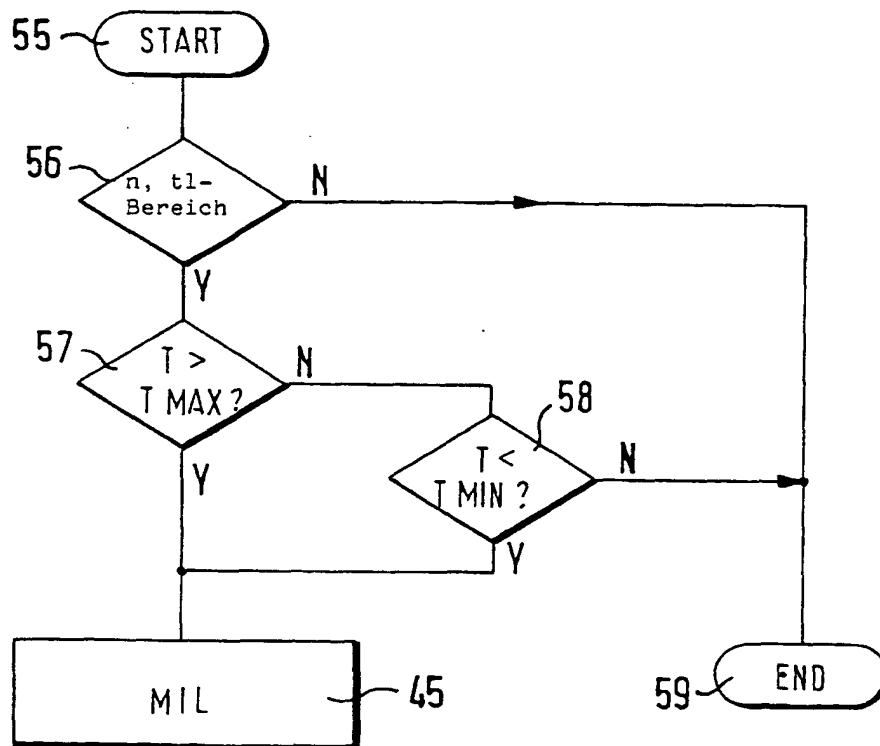 55
START
56
n, tl-
Bereich
N
Y
57
T >
T MAX ?
N
58
T <
T MIN ?
N
Y
Y
MIL
45
59
END